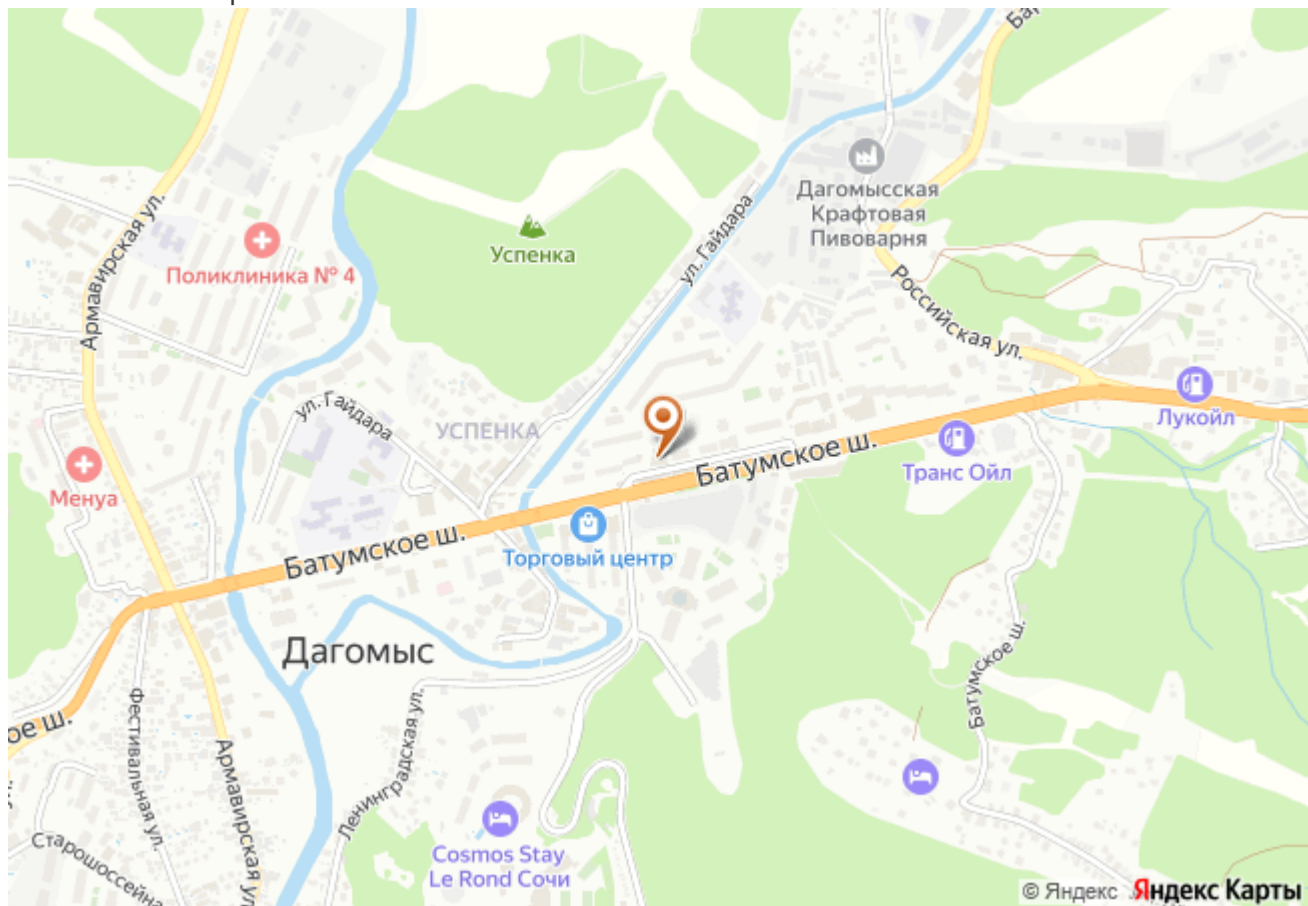 Армавирская ул.
Поликлиника № 4
Успенка
ул. Гайдара
Дагомысская
Крафтовая
Пивоварня
Российская ул.
Лукойл
ул. Гайдара
УСПЕНКА
Менуа
Батумское ш.
Транс Ойл
Торговый центр
Батумское ш.
Дагомыс
Батумское ш.
ое ш.
Фестивальная ул.
Армавирская ул
Ленинградская ул.
Старошоссейна
Cosmos Stay
Le Rond Сочи
© Яндекс Яндекс Карты